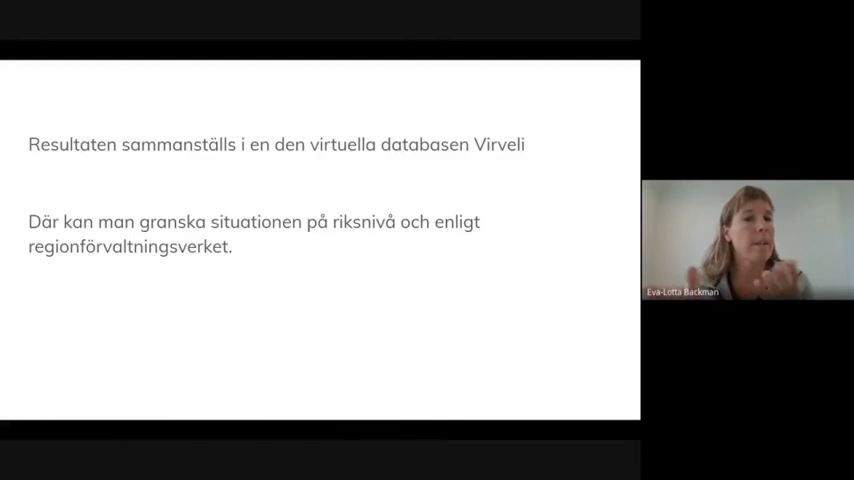 Resultaten sammanställs i en den virtuella databasen Virveli
Där kan man granska situationen på riksnivå och enligt
regionförvaltningsverket.
Eva-Lotta Backman